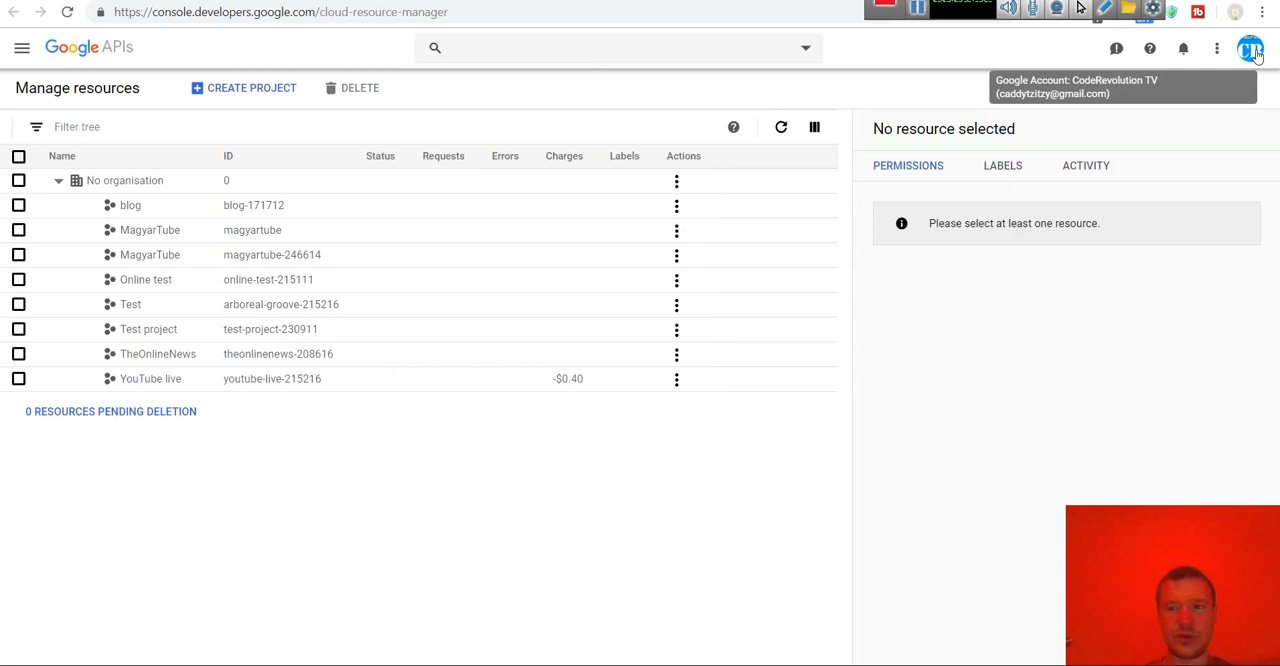 https://console.developers.google.com/cloud-resource-manager
Google APIs
Manage resources
CREATE PROJECT
DELETE
Google Account: CodeRevolution TV
(caddytzitzy@gmail.com)
Filter tree
Name ID Status Requests Errors Charges Labels Actions
No organisation 0
blog blog-171712
MagyarTube magyartube
MagyarTube magyartube-246614
Online test online-test-215111
Test arboreal-groove-215216
Test project test-project-230911
TheOnlineNews theonlinenews-208616
YouTube live youtube-live-215216 -$0.40
0 RESOURCES PENDING DELETION
No resource selected
PERMISSIONS LABELS ACTIVITY
Please select at least one resource.